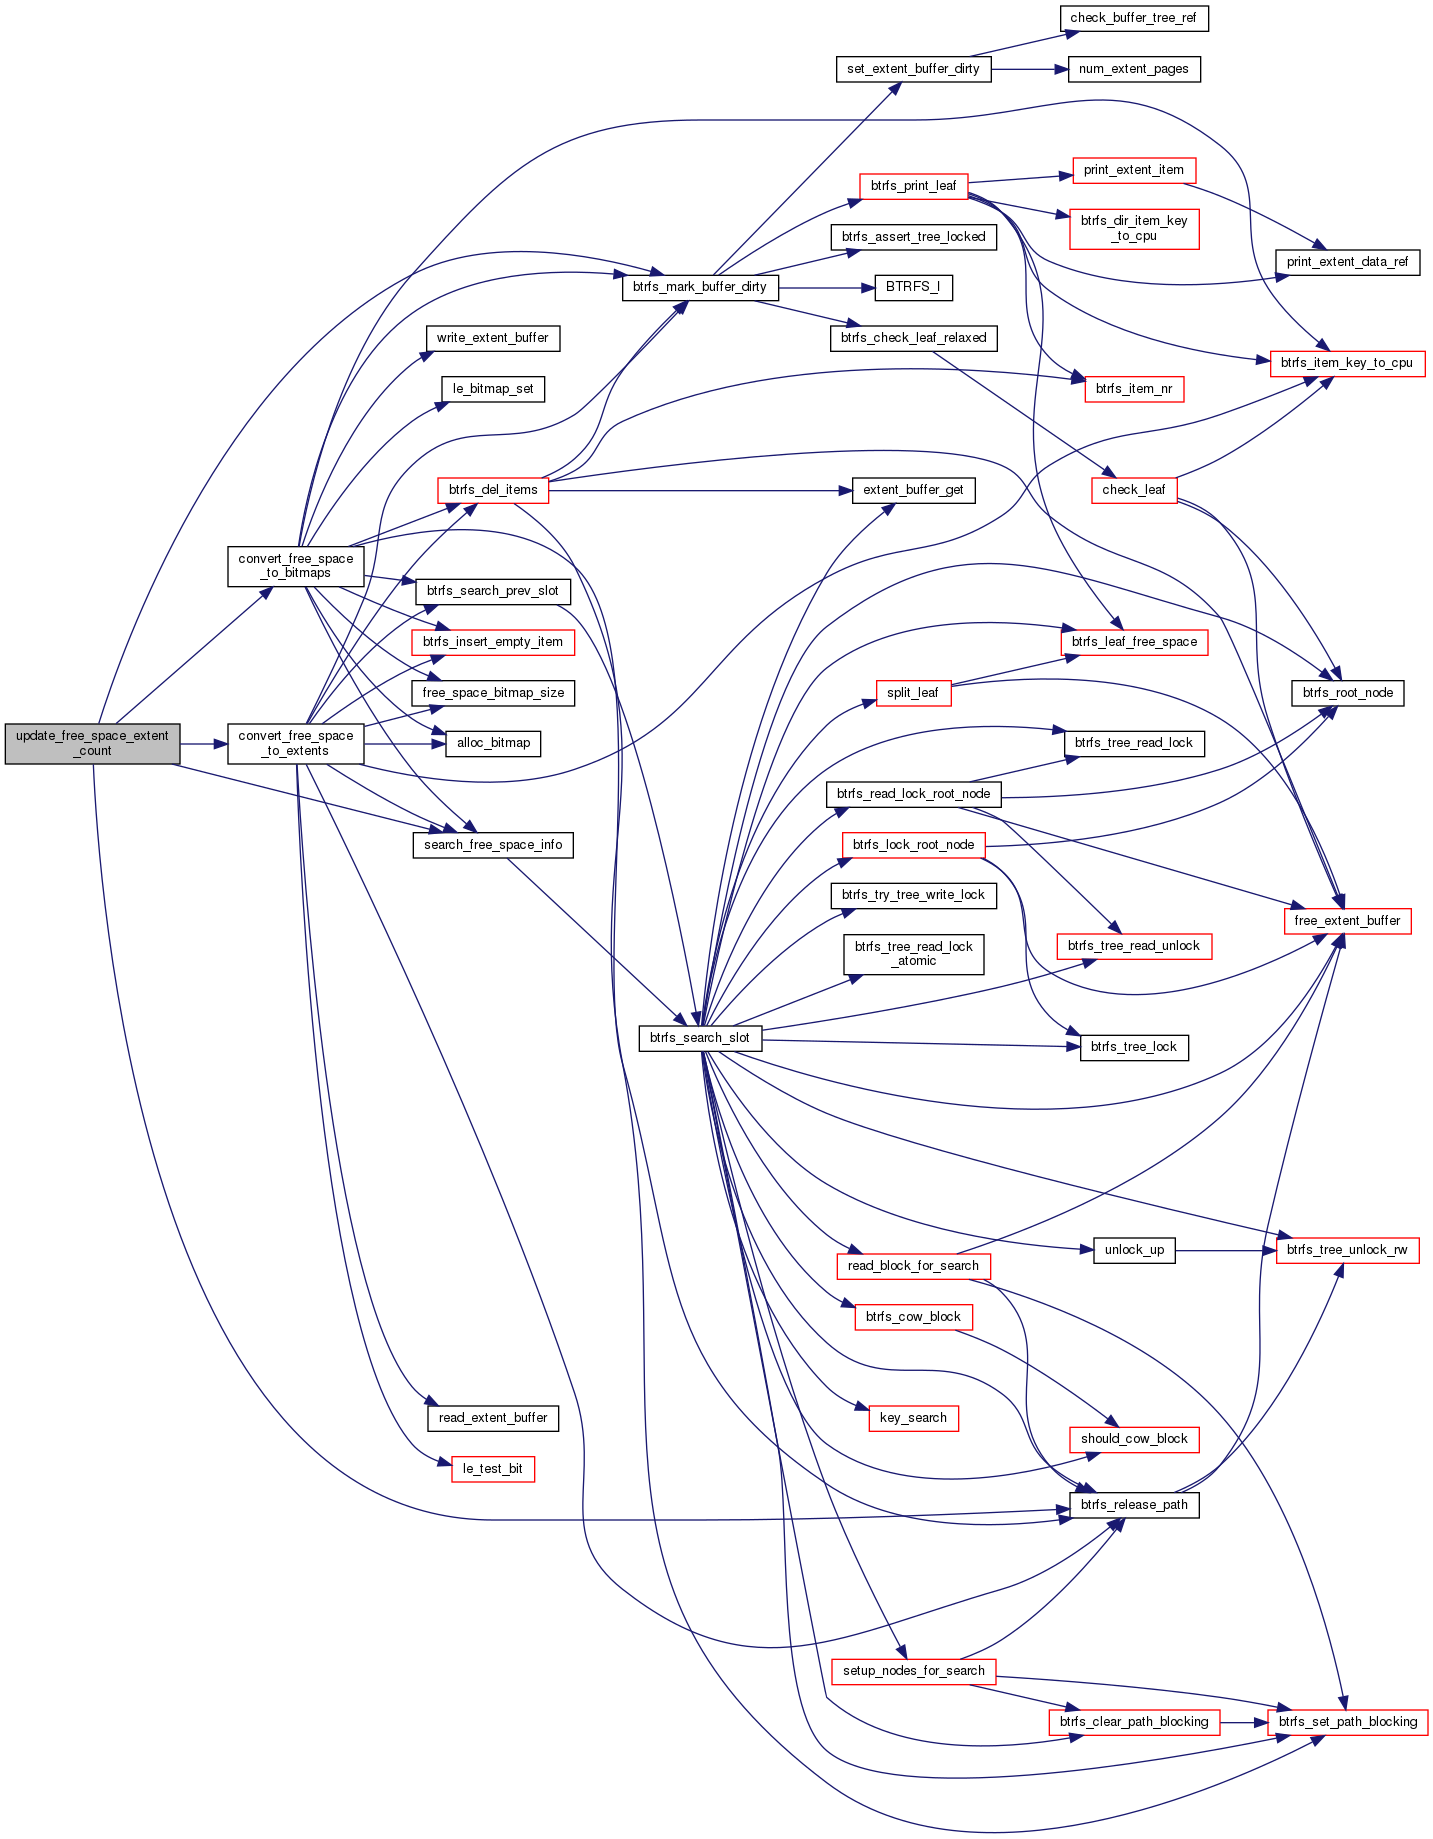 check_buffer_tree_ref
set_extent_buffer_dirty
num_extent_pages
btrfs_print_leaf
print_extent_item
btrfs_dir_item_key
_to_cpu
btrfs_assert_tree_locked
print_extent_data_ref
btrfs_mark_buffer_dirty
BTRFS_I
write_extent_buffer
btrfs_check_leaf_relaxed
btrfs_item_key_to_cpu
le_bitmap_set
btrfs_item_nr
btrfs_del_items
extent_buffer_get
check_leaf
convert_free_space
_to_bitmaps
btrfs_search_prev_slot
btrfs_insert_empty_item
btrfs_leaf_free_space
free_space_bitmap_size
split_leaf
btrfs_root_node
update_free_space_extent
_count
convert_free_space
_to_extents
alloc_bitmap
btrfs_tree_read_lock
btrfs_read_lock_root_node
search_free_space_info
btrfs_lock_root_node
btrfs_try_tree_write_lock
free_extent_buffer
btrfs_tree_read_lock
_atomic
btrfs_tree_read_unlock
btrfs_search_slot
btrfs_tree_lock
unlock_up
btrfs_tree_unlock_rw
read_block_for_search
btrfs_cow_block
read_extent_buffer
key_search
should_cow_block
le_test_bit
btrfs_release_path
setup_nodes_for_search
btrfs_clear_path_blocking
btrfs_set_path_blocking